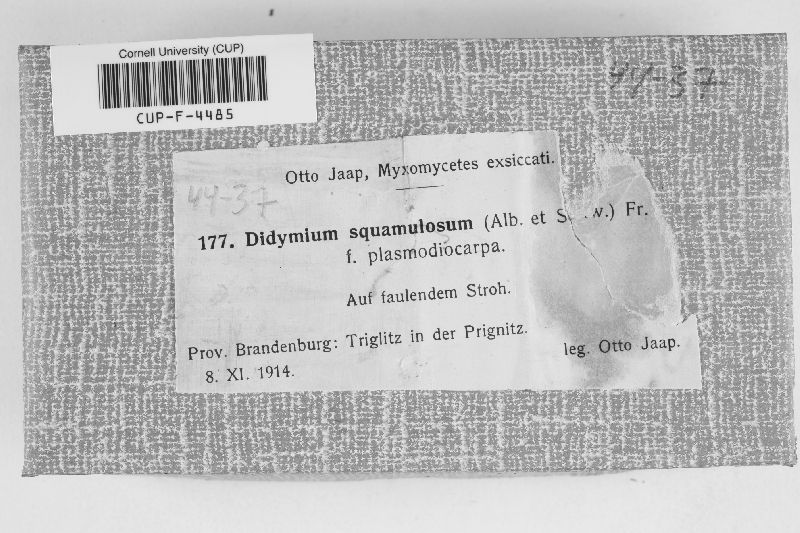 Cornell University (CUP)
CUP-F-4485
44-37
Otto Jaap, Myxomycetes exsiccati.
44-37
177. Didymium squamulosum (Alb. et S w.) Fr.
f. plasmodiocarpa.
Auf faulendem Stroh.
Prov. Brandenburg: Triglitz in der Prignitz.
8. XI. 1914.
leg. Otto Jaap.